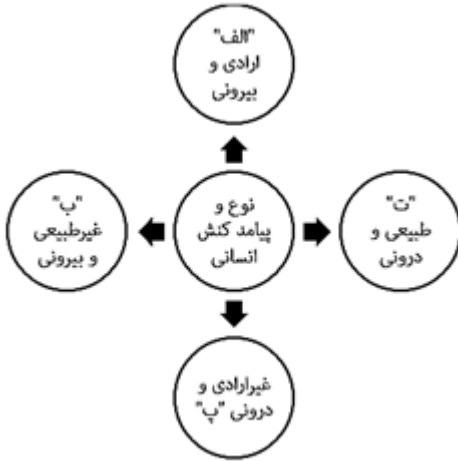 "الف"
ارادی و
بیرونی
"ت"
طبیعی و
درونی
نوع و
پیامد کنش
انسانی
"ب"
غیرطبیعی
و بیرونی
غیرارادی و
درونی "پ"